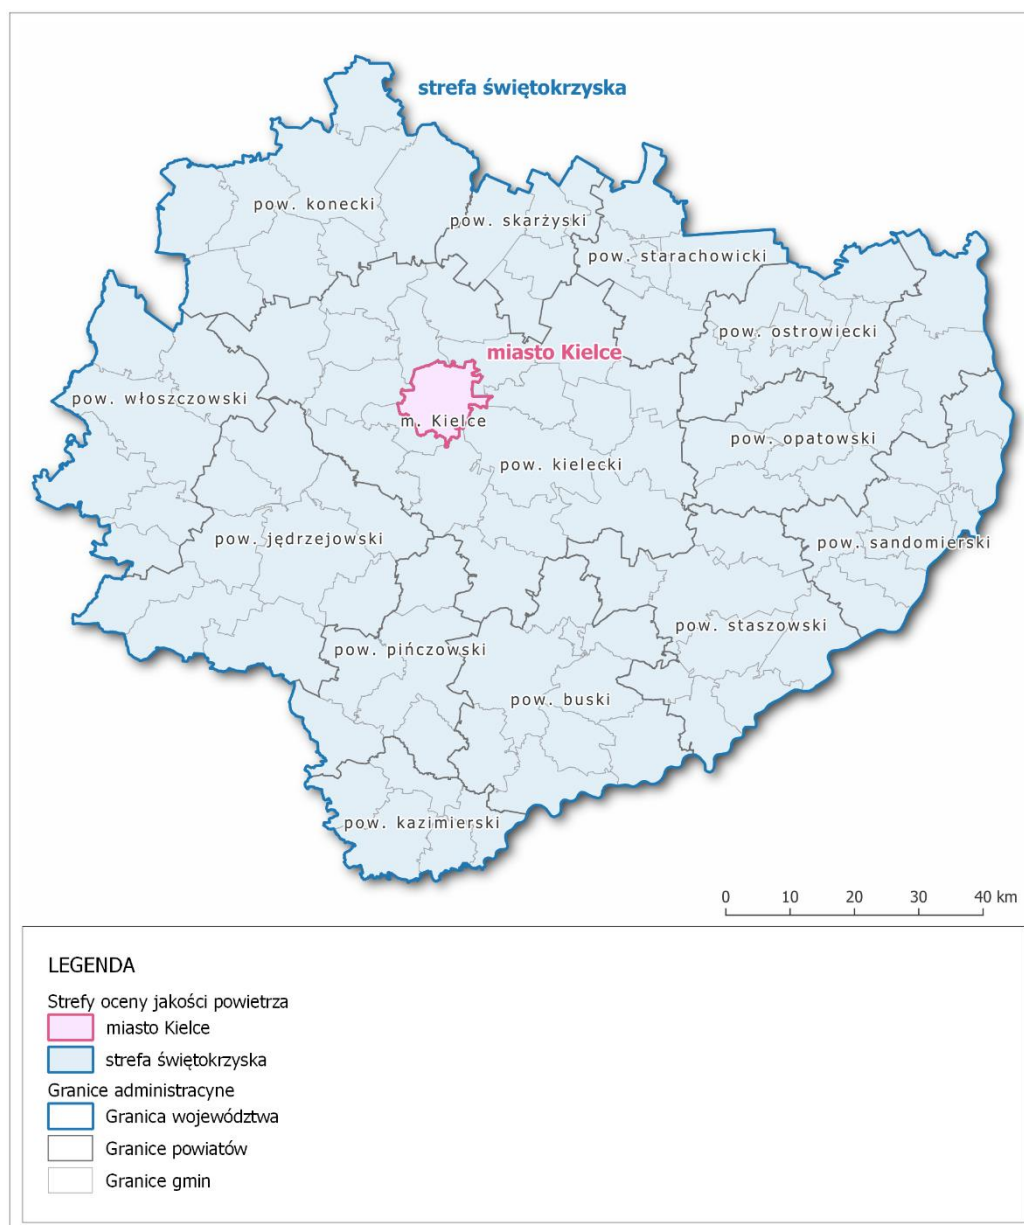 strefa świętokrzyska
pow. konecki
pow. skarżyski
pow. starachowicki
pow. ostrowiecki
miasto Kielce
pow. włoszczowski
m. Kielce
pow. opatowski
pow. kielecki
pow. jędrzejowski
pow. sandomierski
pow. staszowski
pow. pińczowski
pow. buski
pow. kazimierski
0 10 20 30 40 km
LEGENDA
Strefy oceny jakości powietrza
miasto Kielce
strefa świętokrzyska
Granice administracyne
Granica województwa
Granice powiatów
Granice gmin